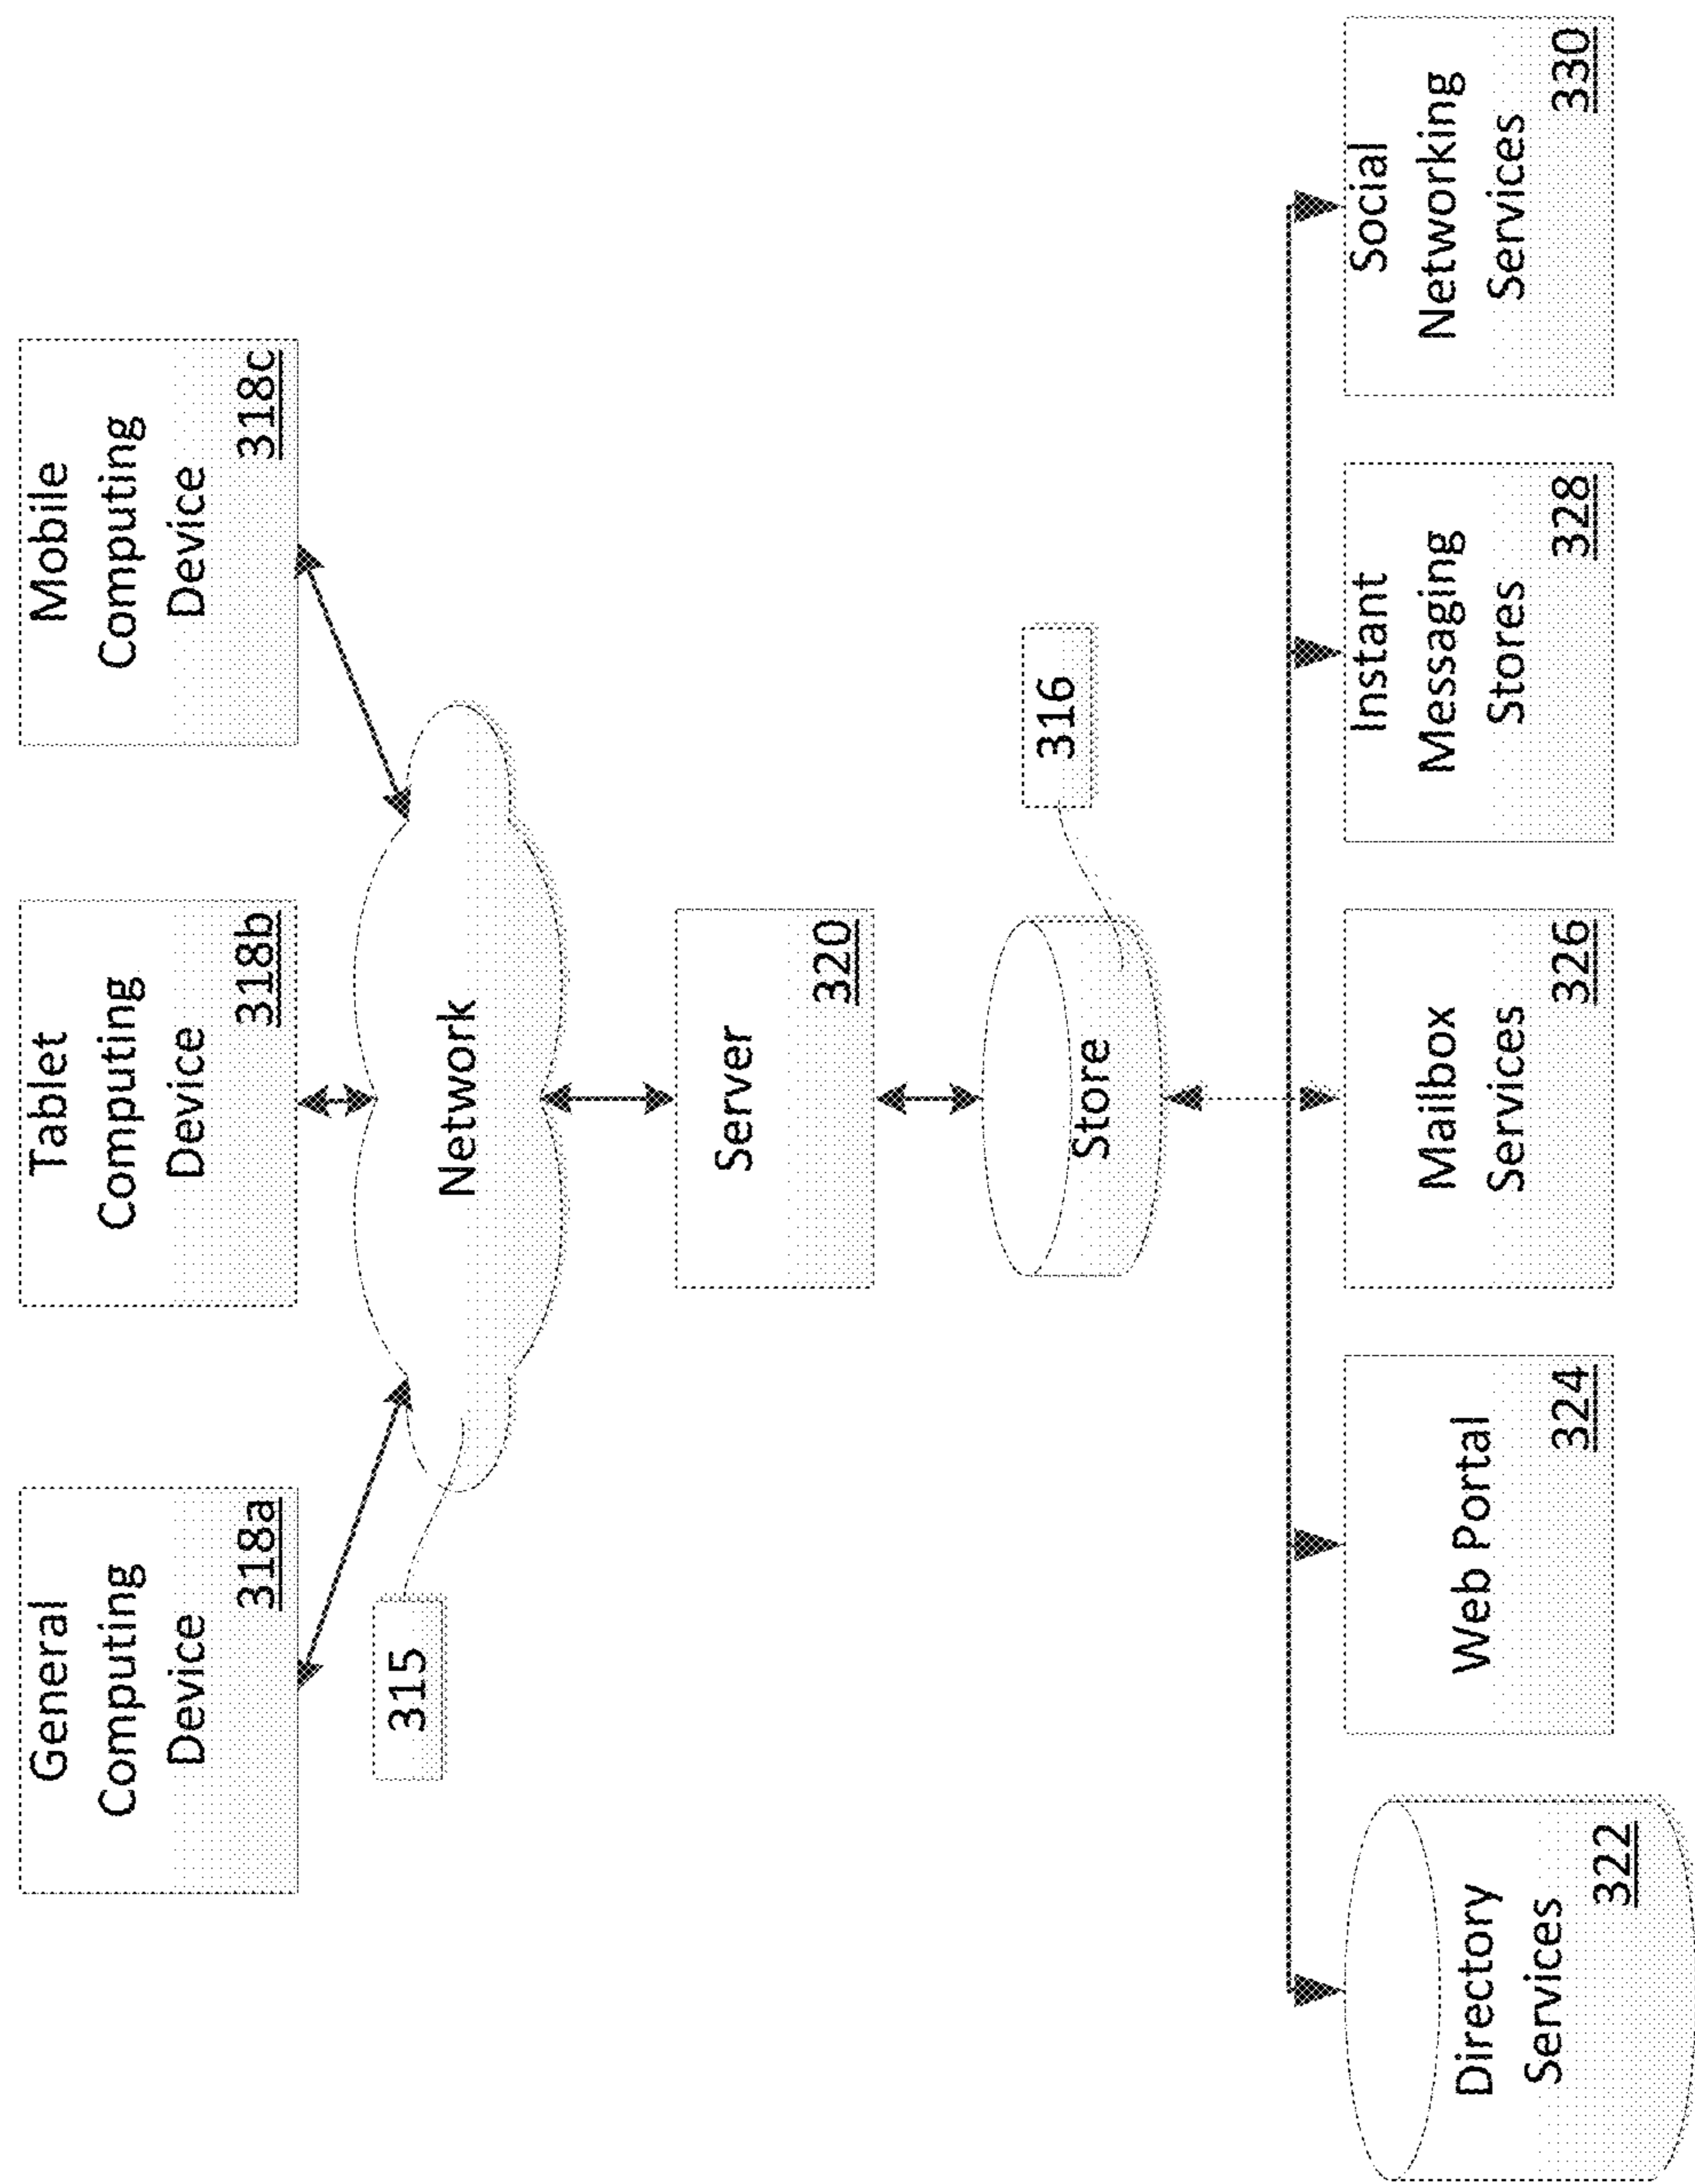 General
Computing
Device
318a
Tablet
Computing
Device
318b
Mobile
Computing
Device
318c
315
Network
Server
320
Store
316
Directory
Services
322
Web Portal
324
Mailbox
Services
326
Instant
Messaging
Stores
328
Social
Networking
Services
330